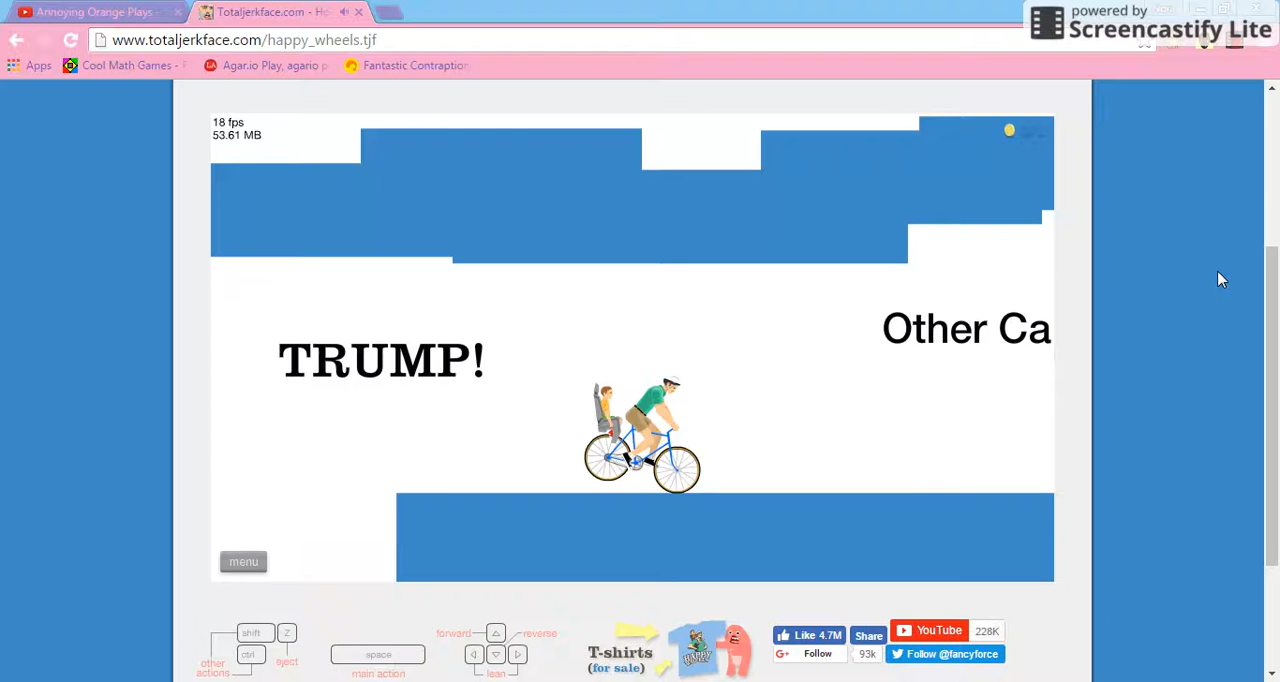 Annoying Orange Plays -
Totaljerkface.com - Ha
powered by
Screencastify Lite
www.totaljerkface.com/happy_wheels.tjf
Apps
Cool Math Games - F
Agar.io Play, agario p
Fantastic Contraption
18 fps
53.61 MB
Other Ca
TRUMP!
menu
shift
Z
ctrl
other
actions
eject
space
main action
forward
reverse
lean
T-shirts
(for sale)
HAPPY
WHEELS
Like 4.7M
Share
YouTube
228K
G+ Follow
93k
Follow @fancyforce